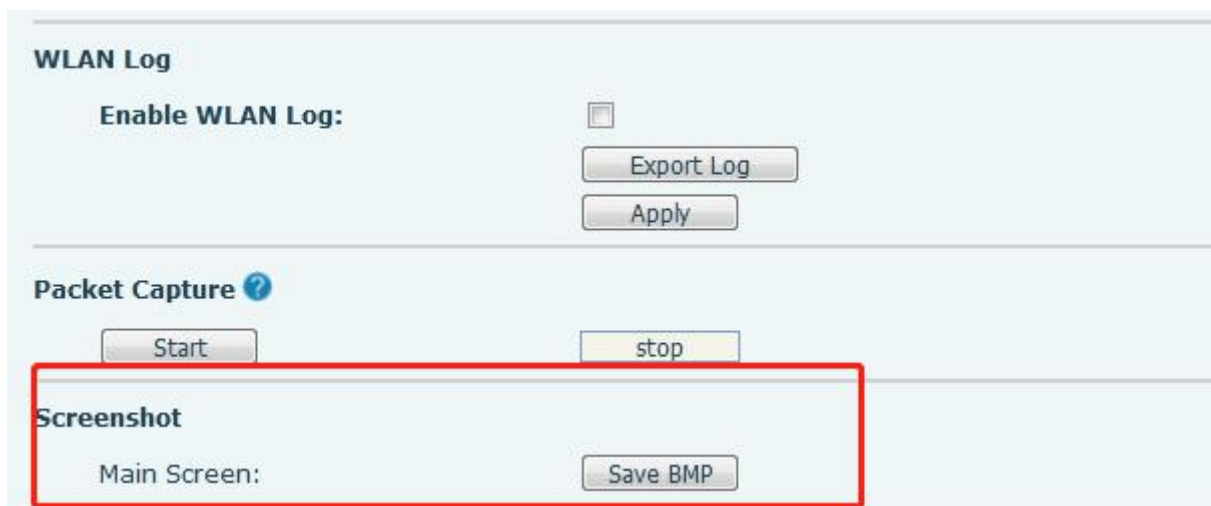 WLAN Log
Enable WLAN Log:
Export Log
Apply
Packet Capture ?
Start stop
Screenshot
Main Screen: Save BMP